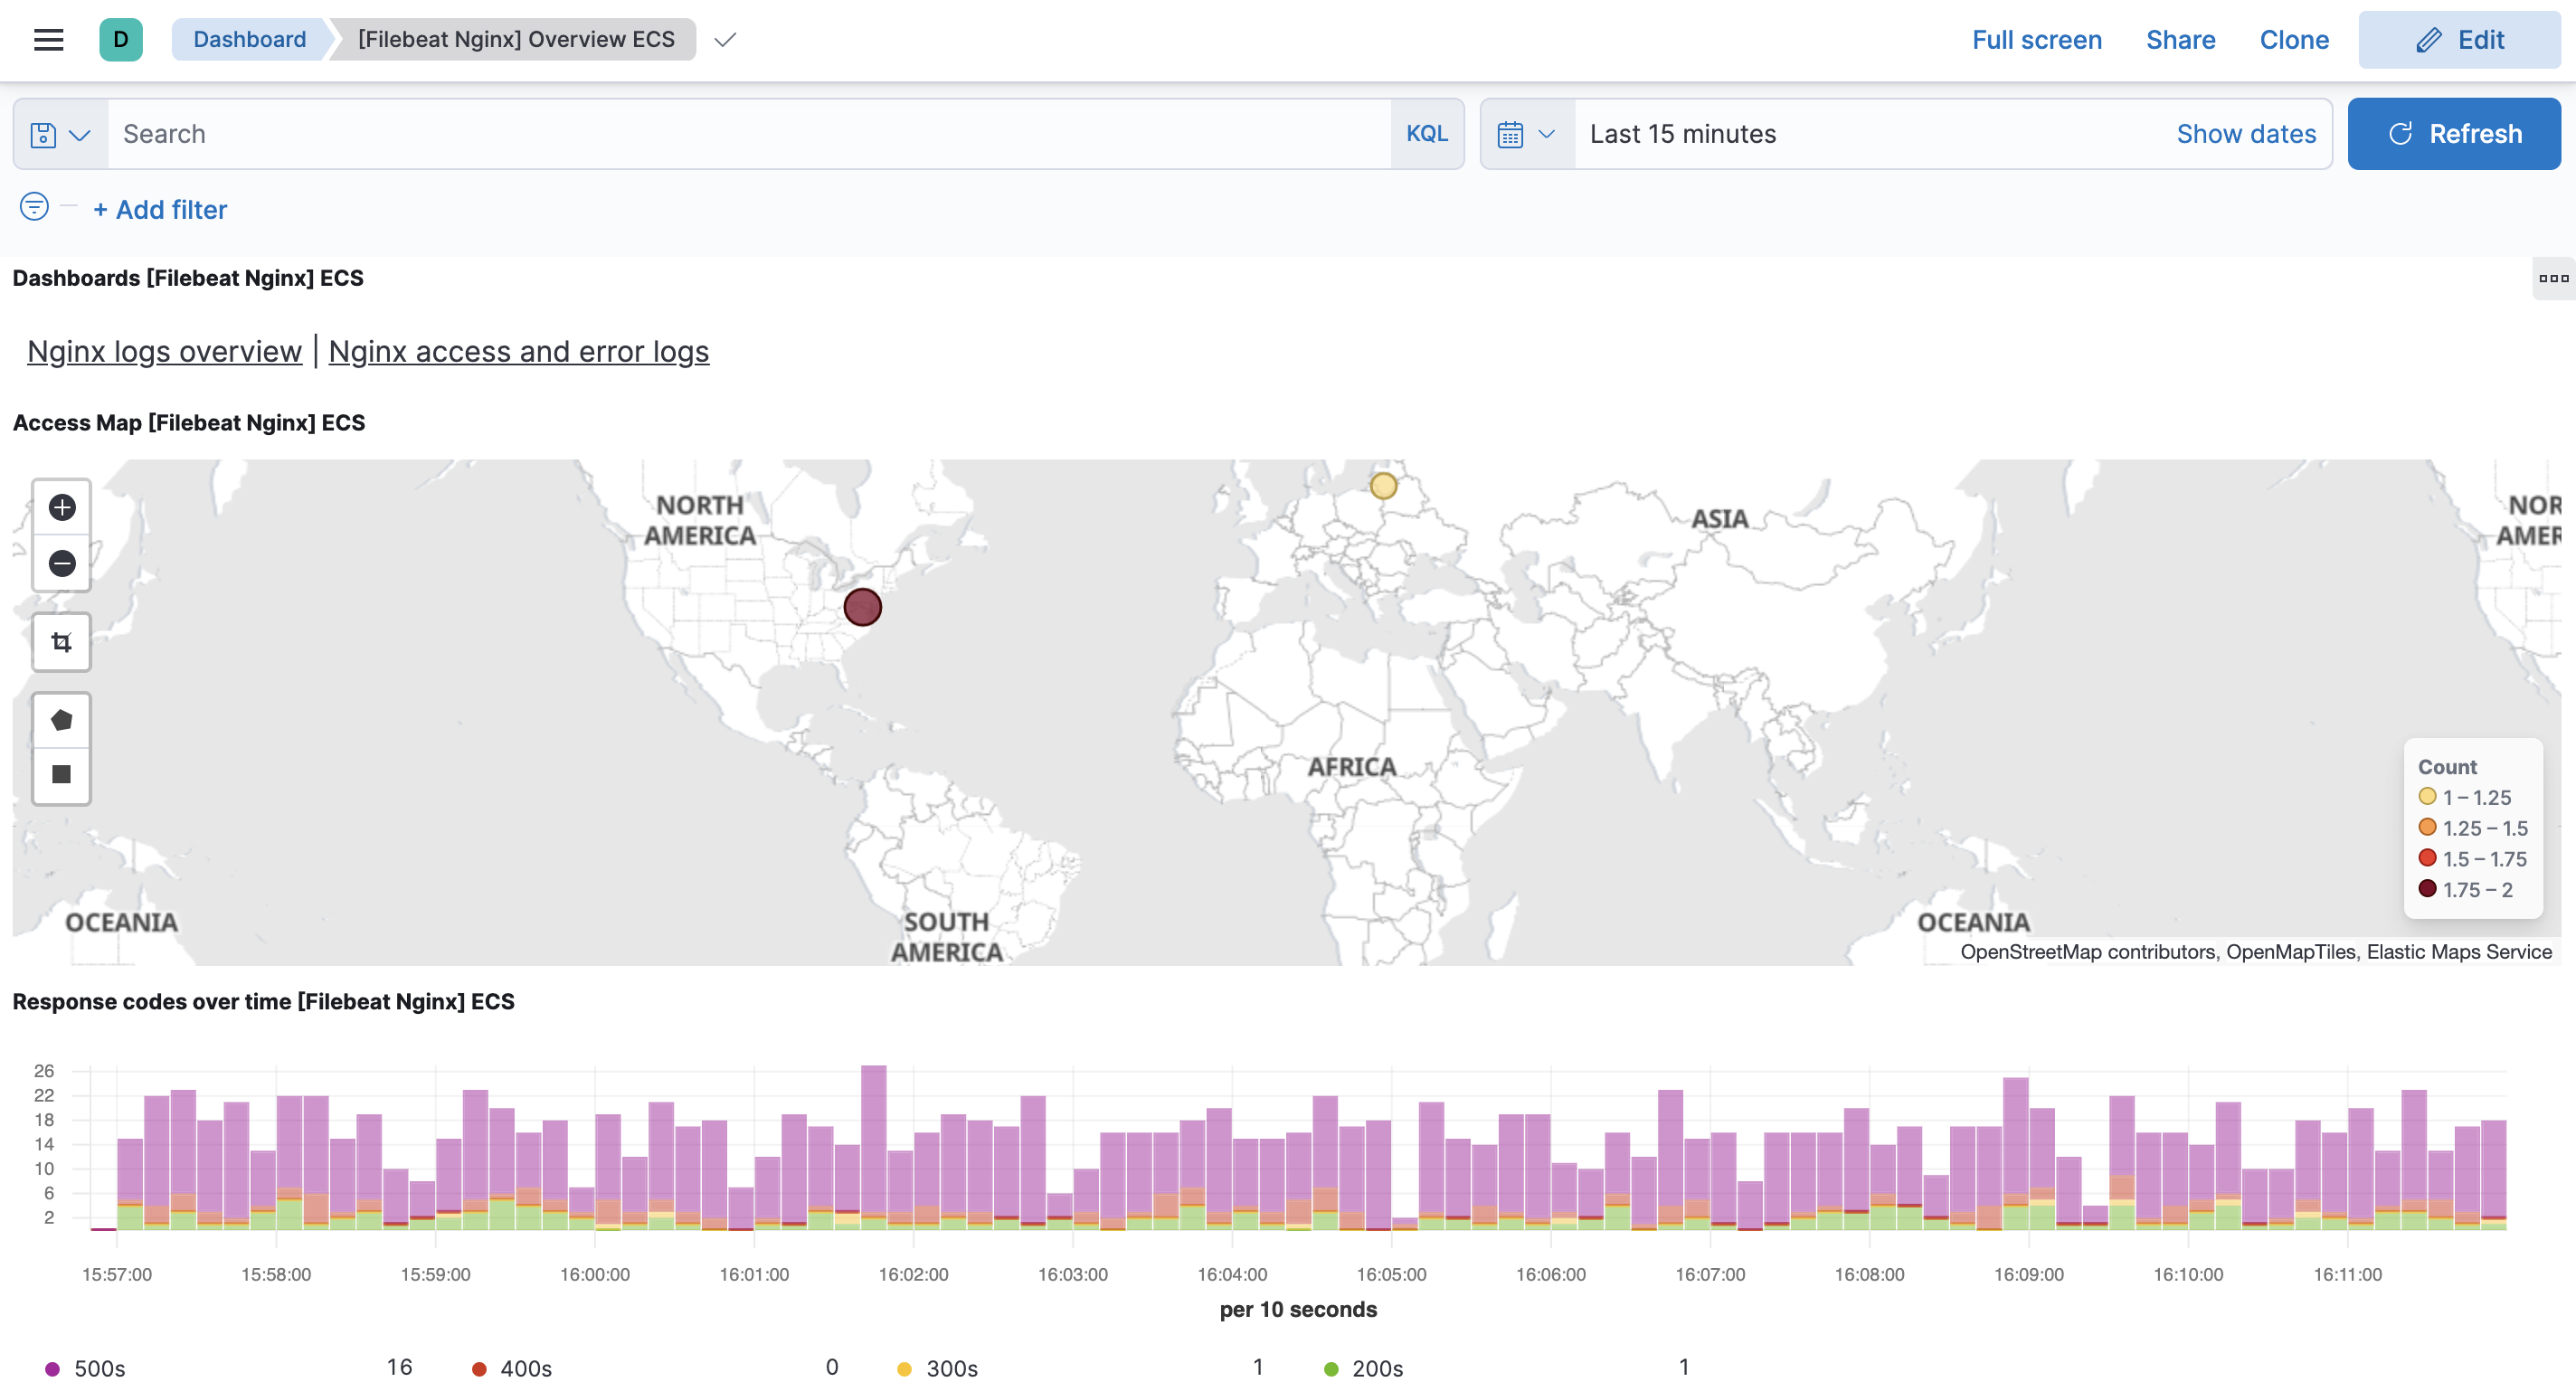 D Dashboard [Filebeat Nginx] Overview ECS Full screen Share Clone Edit
Search KQL Last 15 minutes Show dates Refresh
+ Add filter
Dashboards [Filebeat Nginx] ECS
Nginx logs overview | Nginx access and error logs
Access Map [Filebeat Nginx] ECS
NORTH
AMERICA
ASIA
NOR
AMER
AFRICA
OCEANIA
SOUTH
AMERICA
OCEANIA
Count
1 – 1.25
1.25 – 1.5
1.5 – 1.75
1.75 – 2
OpenStreetMap contributors, OpenMapTiles, Elastic Maps Service
Response codes over time [Filebeat Nginx] ECS
26
22
18
14
10
6
2
15:57:00 15:58:00 15:59:00 16:00:00 16:01:00 16:02:00 16:03:00 16:04:00 16:05:00 16:06:00 16:07:00 16:08:00 16:09:00 16:10:00 16:11:00
per 10 seconds
500s 16 400s 0 300s 1 200s 1